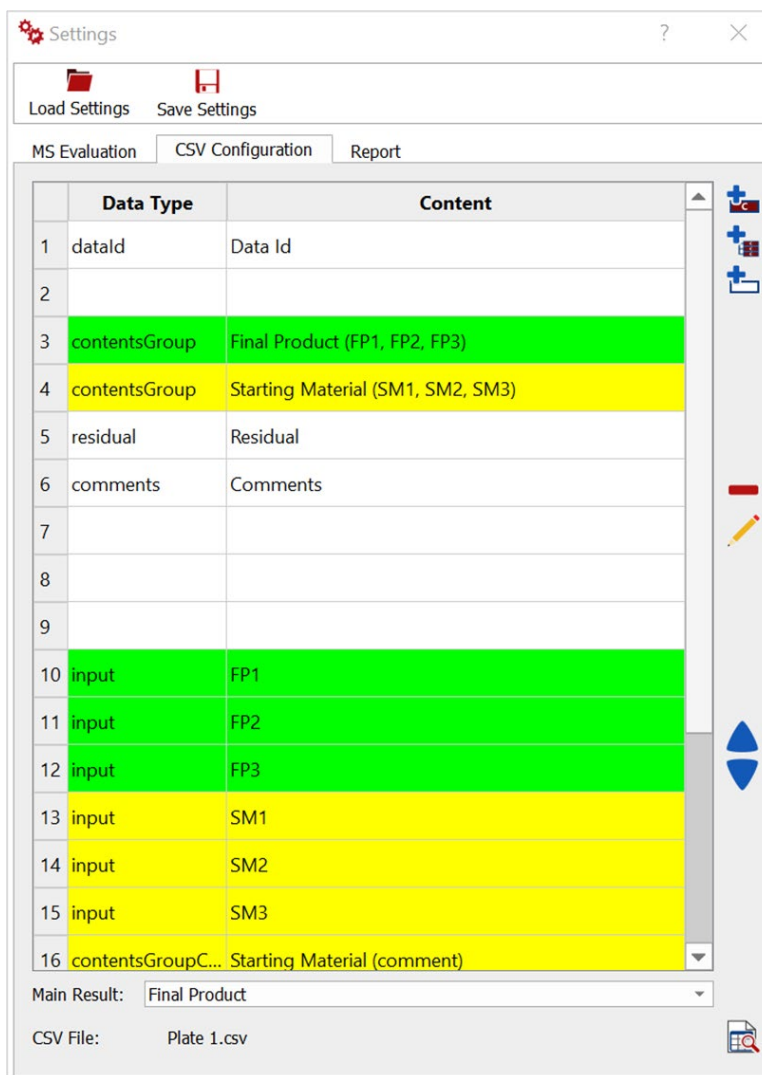 Settings ?
Load Settings Save Settings
MS Evaluation CSV Configuration Report
Data Type Content
1 dataId Data Id
2
3 contentsGroup Final Product (FP1, FP2, FP3)
4 contentsGroup Starting Material (SM1, SM2, SM3)
5 residual Residual
6 comments Comments
7
8
9
10 input FP1
11 input FP2
12 input FP3
13 input SM1
14 input SM2
15 input SM3
16 contentsGroupC... Starting Material (comment)
Main Result: Final Product
CSV File: Plate 1.csv